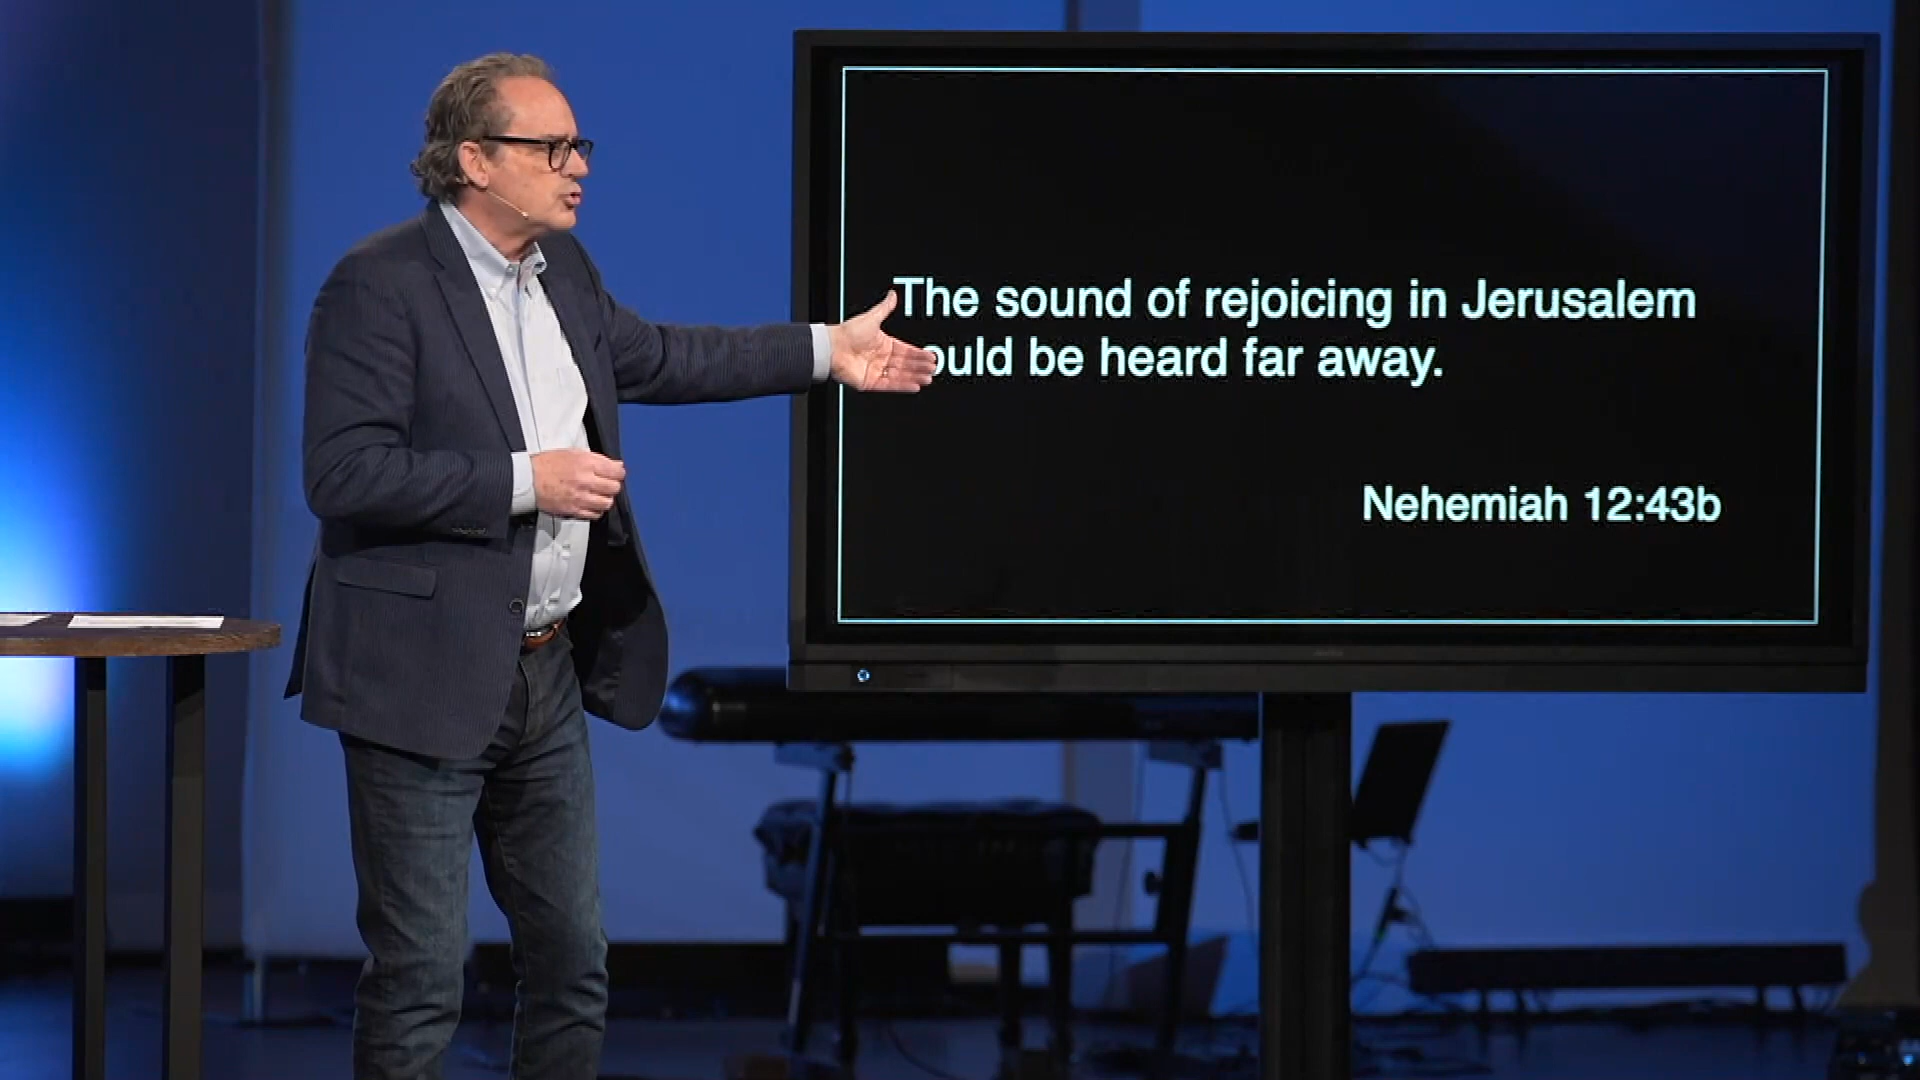 The sound of rejoicing in Jerusalem
ould be heard far away.
Nehemiah 12:43b